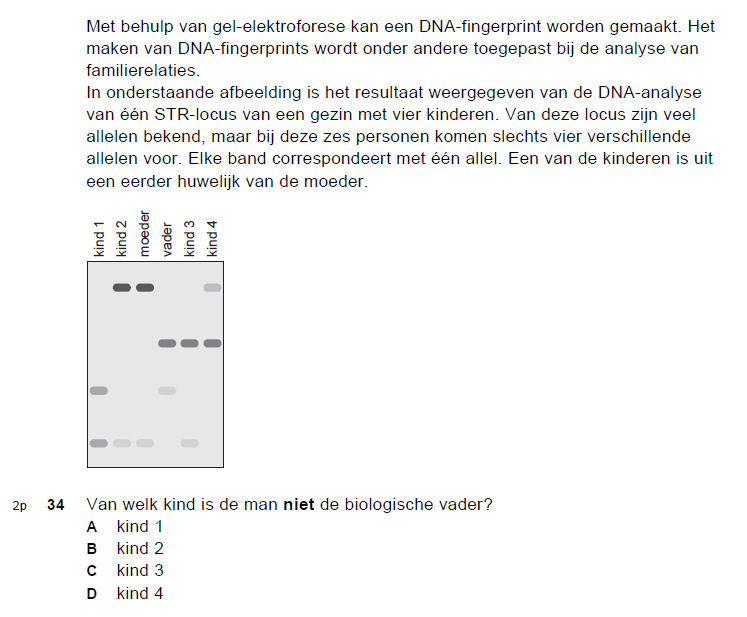 Met behulp van gel-elektroforese kan een DNA-fingerprint worden gemaakt. Het
maken van DNA-fingerprints wordt onder andere toegepast bij de analyse van
familierelaties.
In onderstaande afbeelding is het resultaat weergegeven van de DNA-analyse
van één STR-locus van een gezin met vier kinderen. Van deze locus zijn veel
allelen bekend, maar bij deze zes personen komen slechts vier verschillende
allelen voor. Elke band correspondeert met één allel. Een van de kinderen is uit
een eerder huwelijk van de moeder.
kind 1
kind 2
moeder
vader
kind 3
kind 4
2p 34 Van welk kind is de man niet de biologische vader?
A kind 1
B kind 2
C kind 3
D kind 4